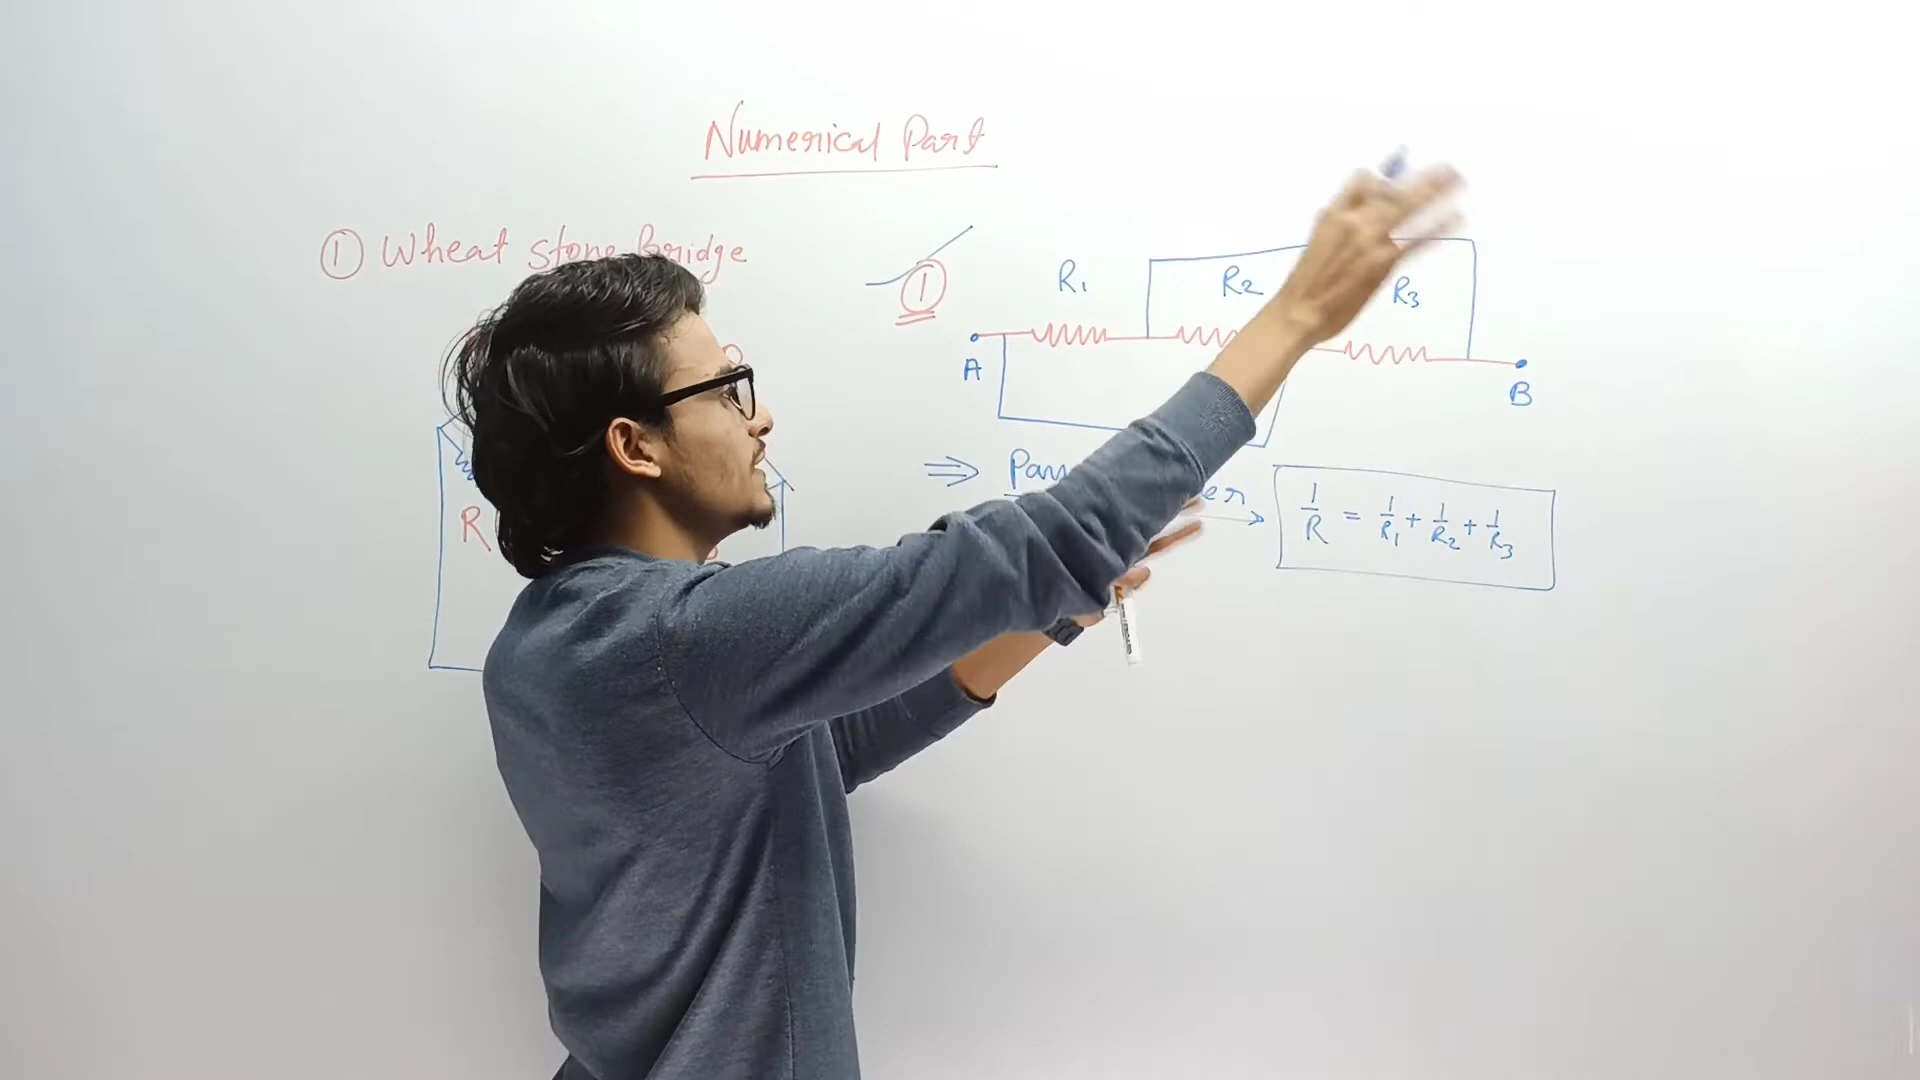 Numerical Part
① Wheat stone Bridge
①
R1 R2 R3
A
B
R
⇒
1/R = 1/R1 + 1/R2 + 1/R3